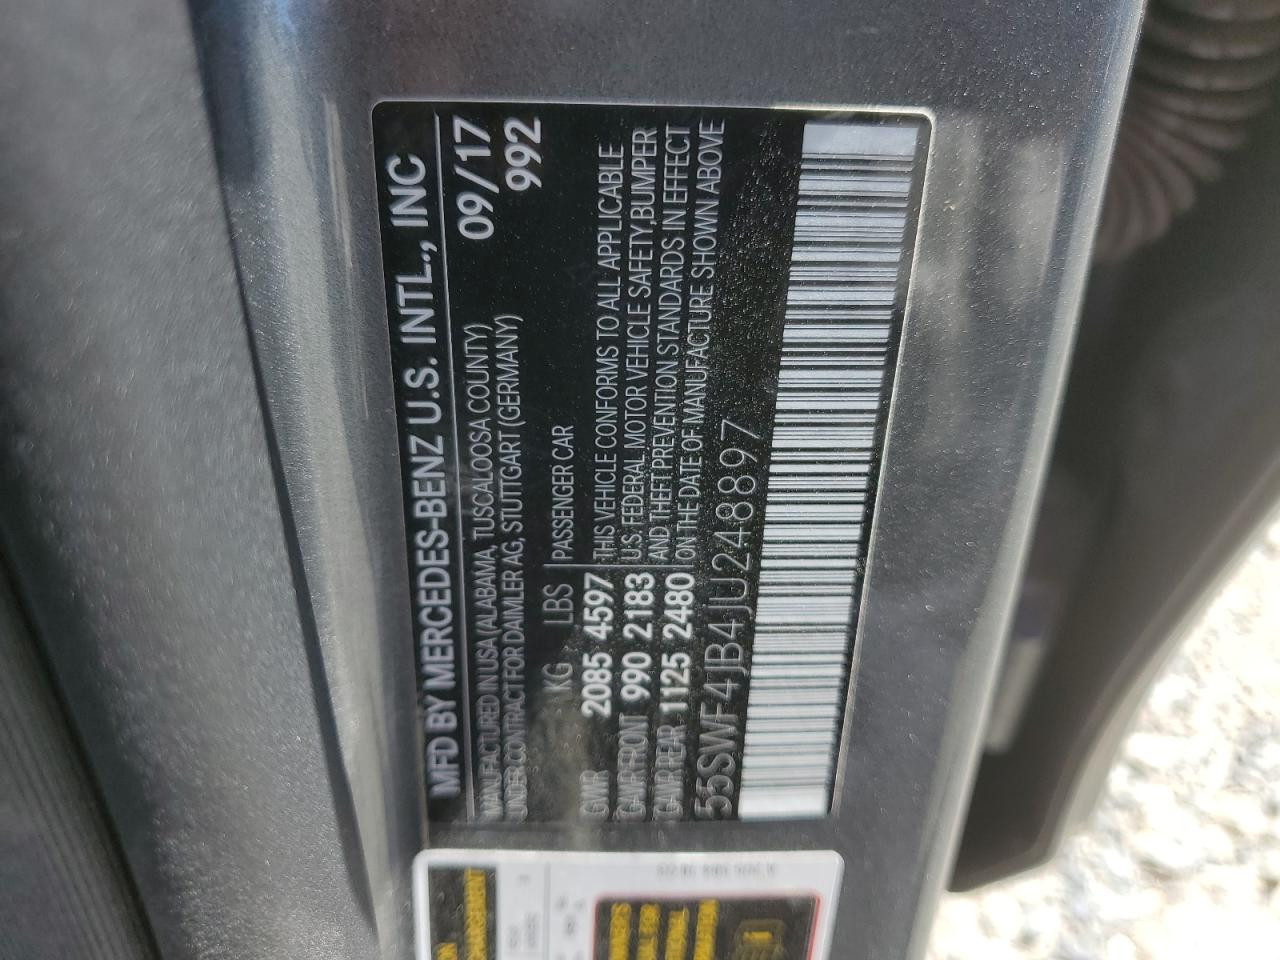 MFD BY MERCEDES-BENZ U.S. INTL., INC
09/17
MANUFACTURED IN USA (ALABAMA, TUSCALOOSA COUNTY)
992
UNDER CONTRACT FOR DAIMLER AG, STUTTGART (GERMANY)
KG LBS PASSENGER CAR
GVWR 2085 4597 THIS VEHICLE CONFORMS TO ALL APPLICABLE
GAWR FRONT 990 2183 U.S. FEDERAL MOTOR VEHICLE SAFETY, BUMPER
GAWR REAR 1125 2480 AND THEFT PREVENTION STANDARDS IN EFFECT
ON THE DATE OF MANUFACTURE SHOWN ABOVE
55SWF4JB4JU248897